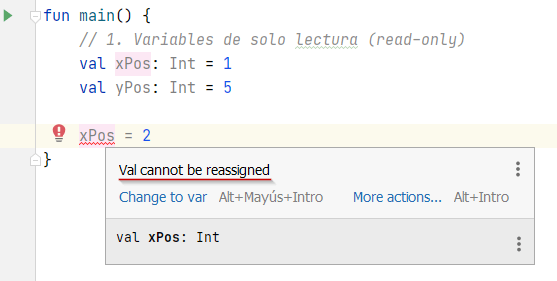 fun main() {
// 1. Variables de solo lectura (read-only)
val xPos: Int = 1
val yPos: Int = 5
xPos = 2
}
Val cannot be reassigned
Change to var Alt+Mayús+Intro More actions... Alt+Intro
val xPos: Int